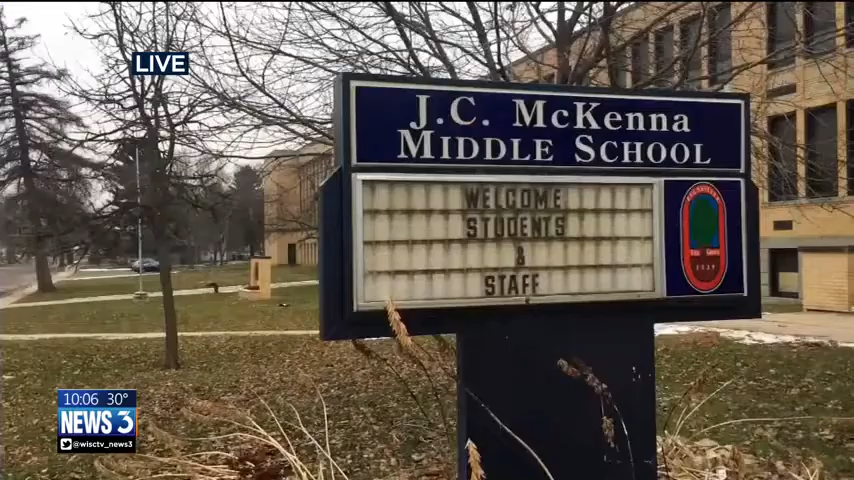 LIVE
J.C. McKenna
Middle School
WELCOME
STUDENTS
&
STAFF
10:06 30°
NEWS 3
@wisctv_news3